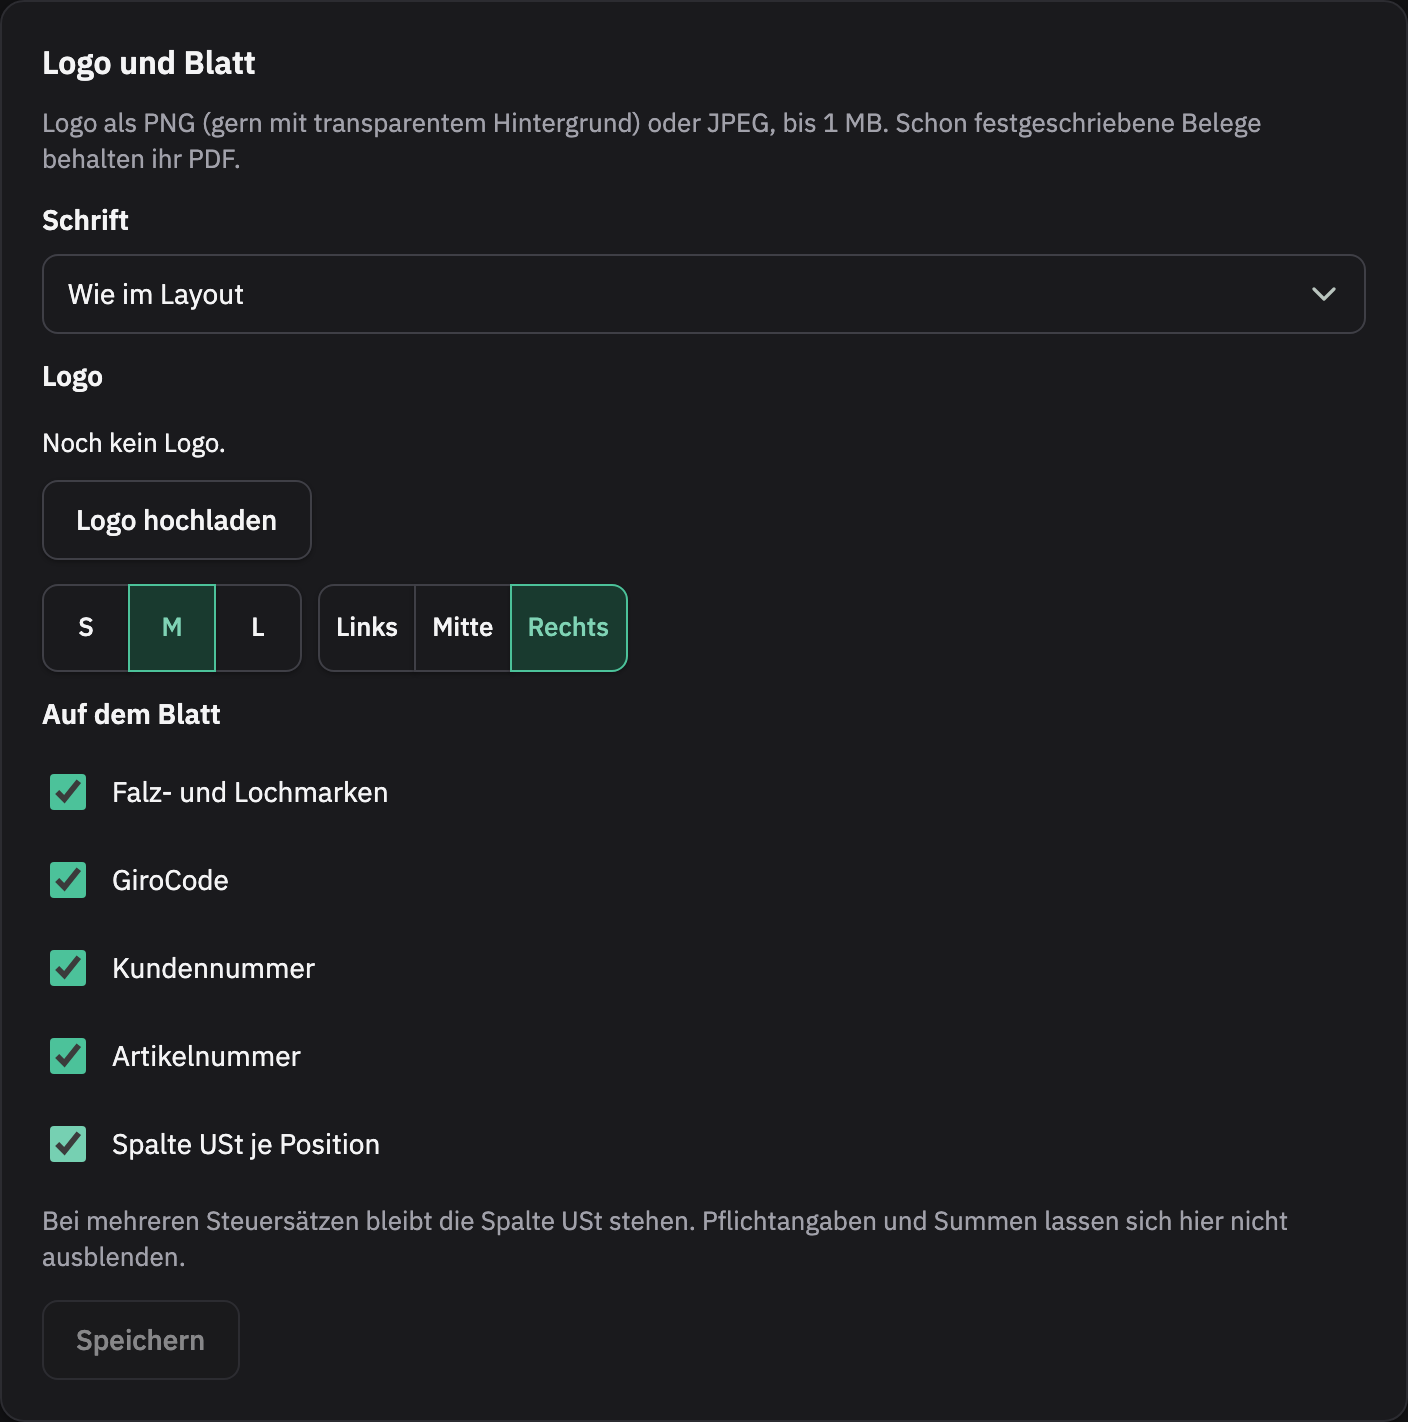 Logo und Blatt
Logo als PNG (gern mit transparentem Hintergrund) oder JPEG, bis 1 MB. Schon festgeschriebene Belege
behalten ihr PDF.
Schrift
Wie im Layout
Logo
Noch kein Logo.
Logo hochladen
S M L Links Mitte Rechts
Auf dem Blatt
Falz- und Lochmarken
GiroCode
Kundennummer
Artikelnummer
Spalte USt je Position
Bei mehreren Steuersätzen bleibt die Spalte USt stehen. Pflichtangaben und Summen lassen sich hier nicht
ausblenden.
Speichern